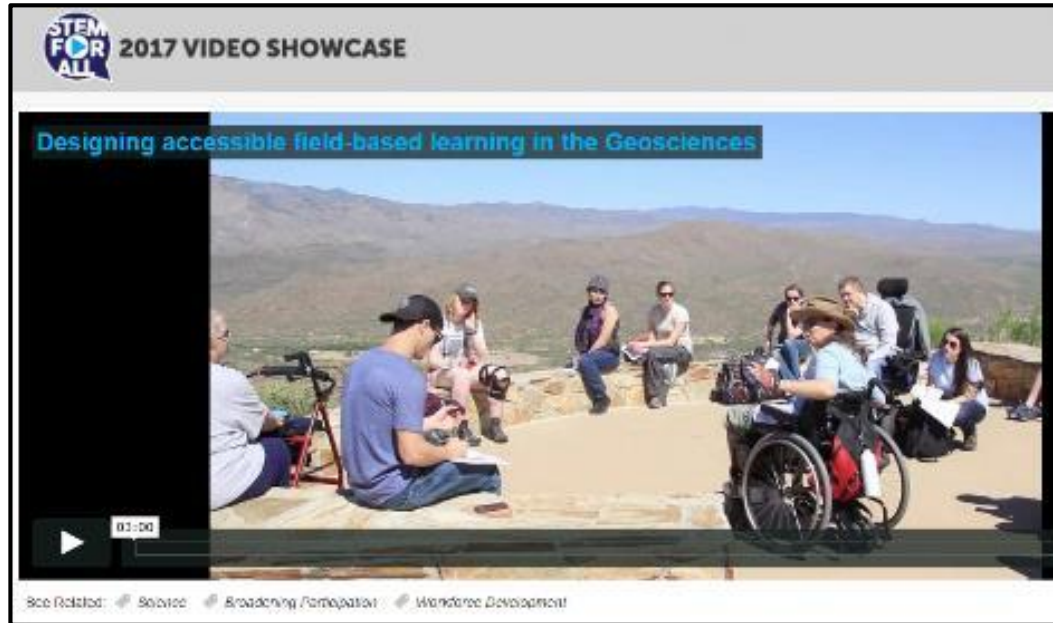 STEM
FOR
ALL
2017 VIDEO SHOWCASE
Designing accessible field-based learning in the Geosciences
00:00
See Related: Science Broadening Participation Workforce Development